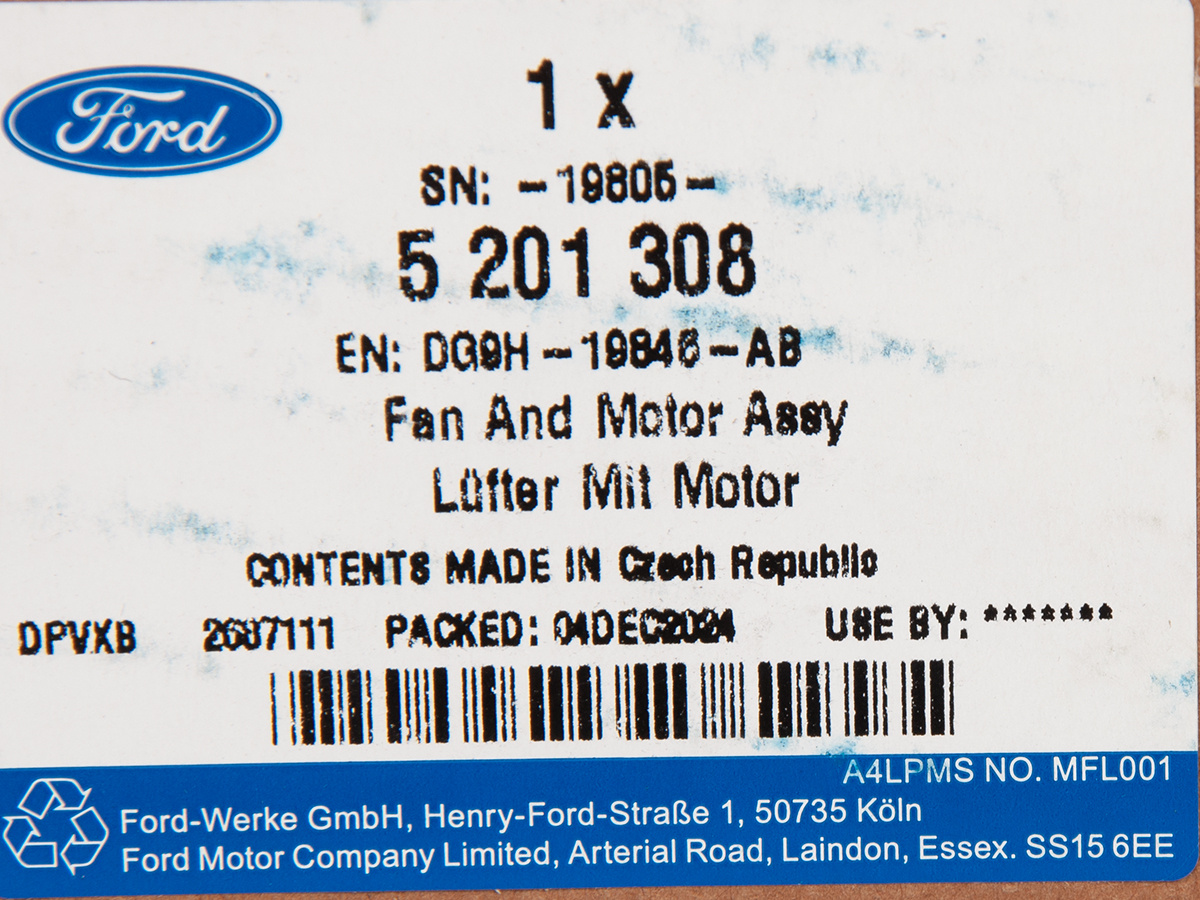 Ford
1 x
SN: -19805-
5 201 308
EN: DG9H-19846-AB
Fan And Motor Assy
Lüfter Mit Motor
CONTENTS MADE IN Czech Republic
DPVXB 2607111 PACKED: 04DEC2024 USE BY: *******
A4LPMS NO. MFL001
Ford-Werke GmbH, Henry-Ford-Straße 1, 50735 Köln
Ford Motor Company Limited, Arterial Road, Laindon, Essex. SS15 6EE